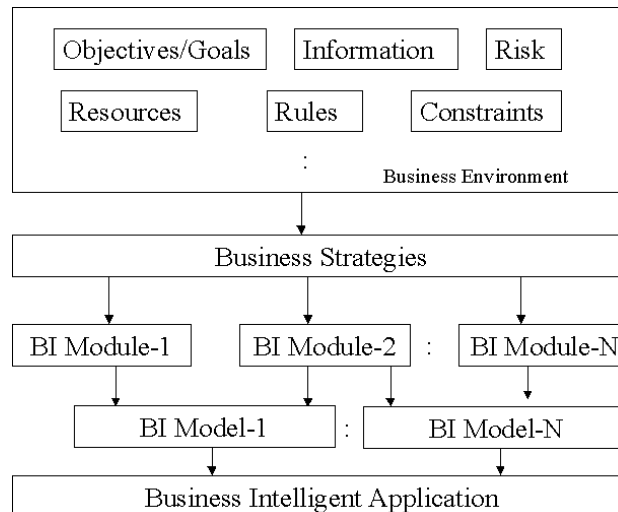 Objectives/Goals Information Risk
Resources Rules Constraints
:
Business Environment
Business Strategies
BI Module-1 BI Module-2 : BI Module-N
BI Model-1 : BI Model-N
Business Intelligent Application